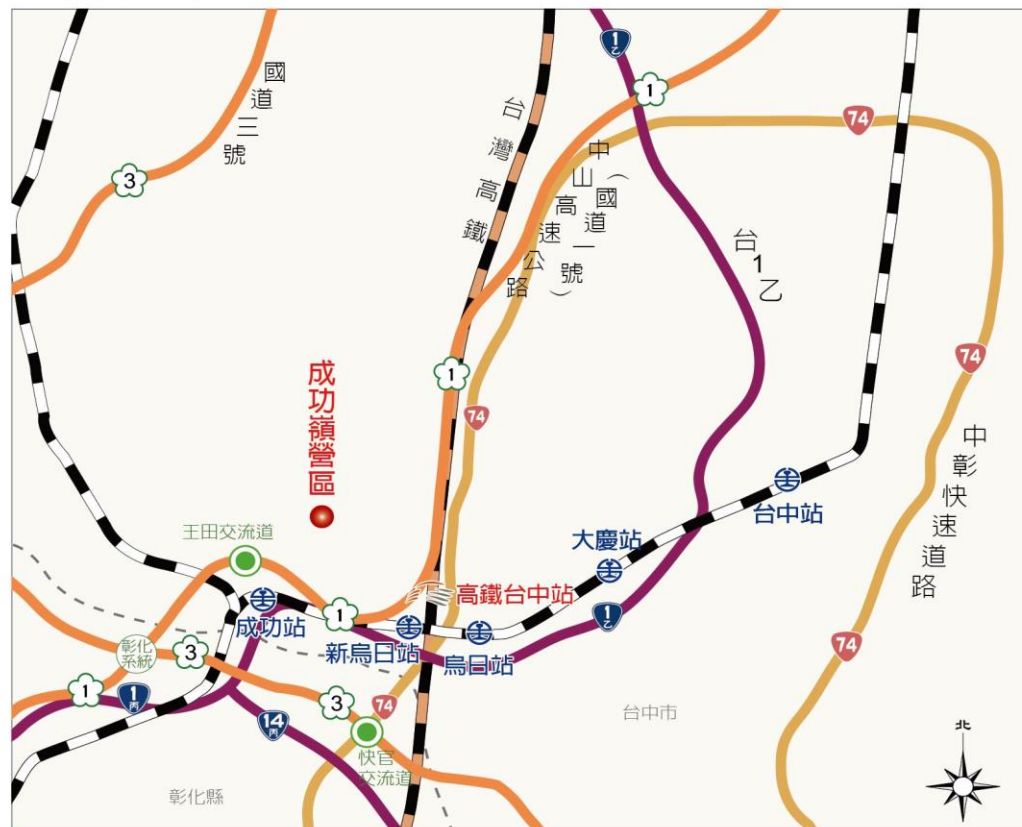 1乙
1
74
國道三號
台灣高鐵
3
中山高速公路
(國道一號)
台1乙
1
74
74
成功嶺營區
中彰快速道路
台中站
王田交流道
大慶站
高鐵台中站
成功站
1
新烏日站
烏日站
1乙
彰化
系統
3
74
1
1丙
14丙
3
74
台中市
快官
交流道
彰化縣
北